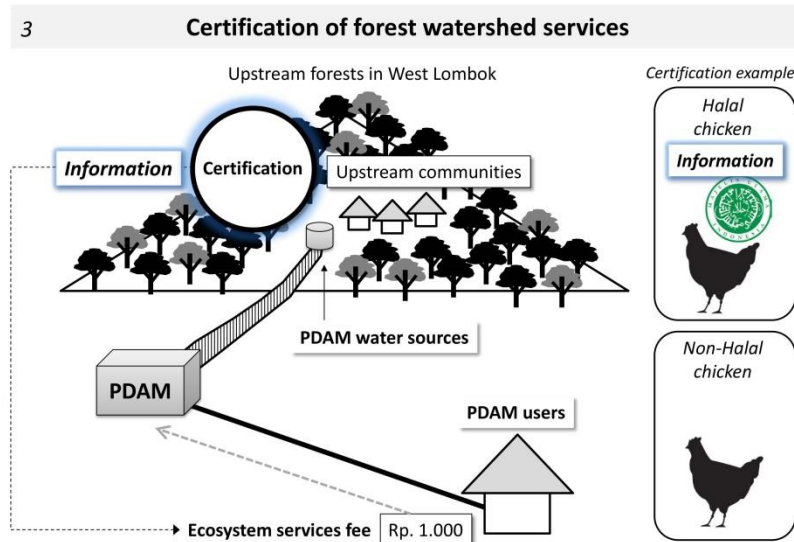 3
Certification of forest watershed services
Upstream forests in West Lombok
Certification example
Halal
chicken
Information
Information
Certification
Upstream communities
PDAM water sources
Non-Halal
chicken
PDAM
PDAM users
Ecosystem services fee
Rp. 1.000